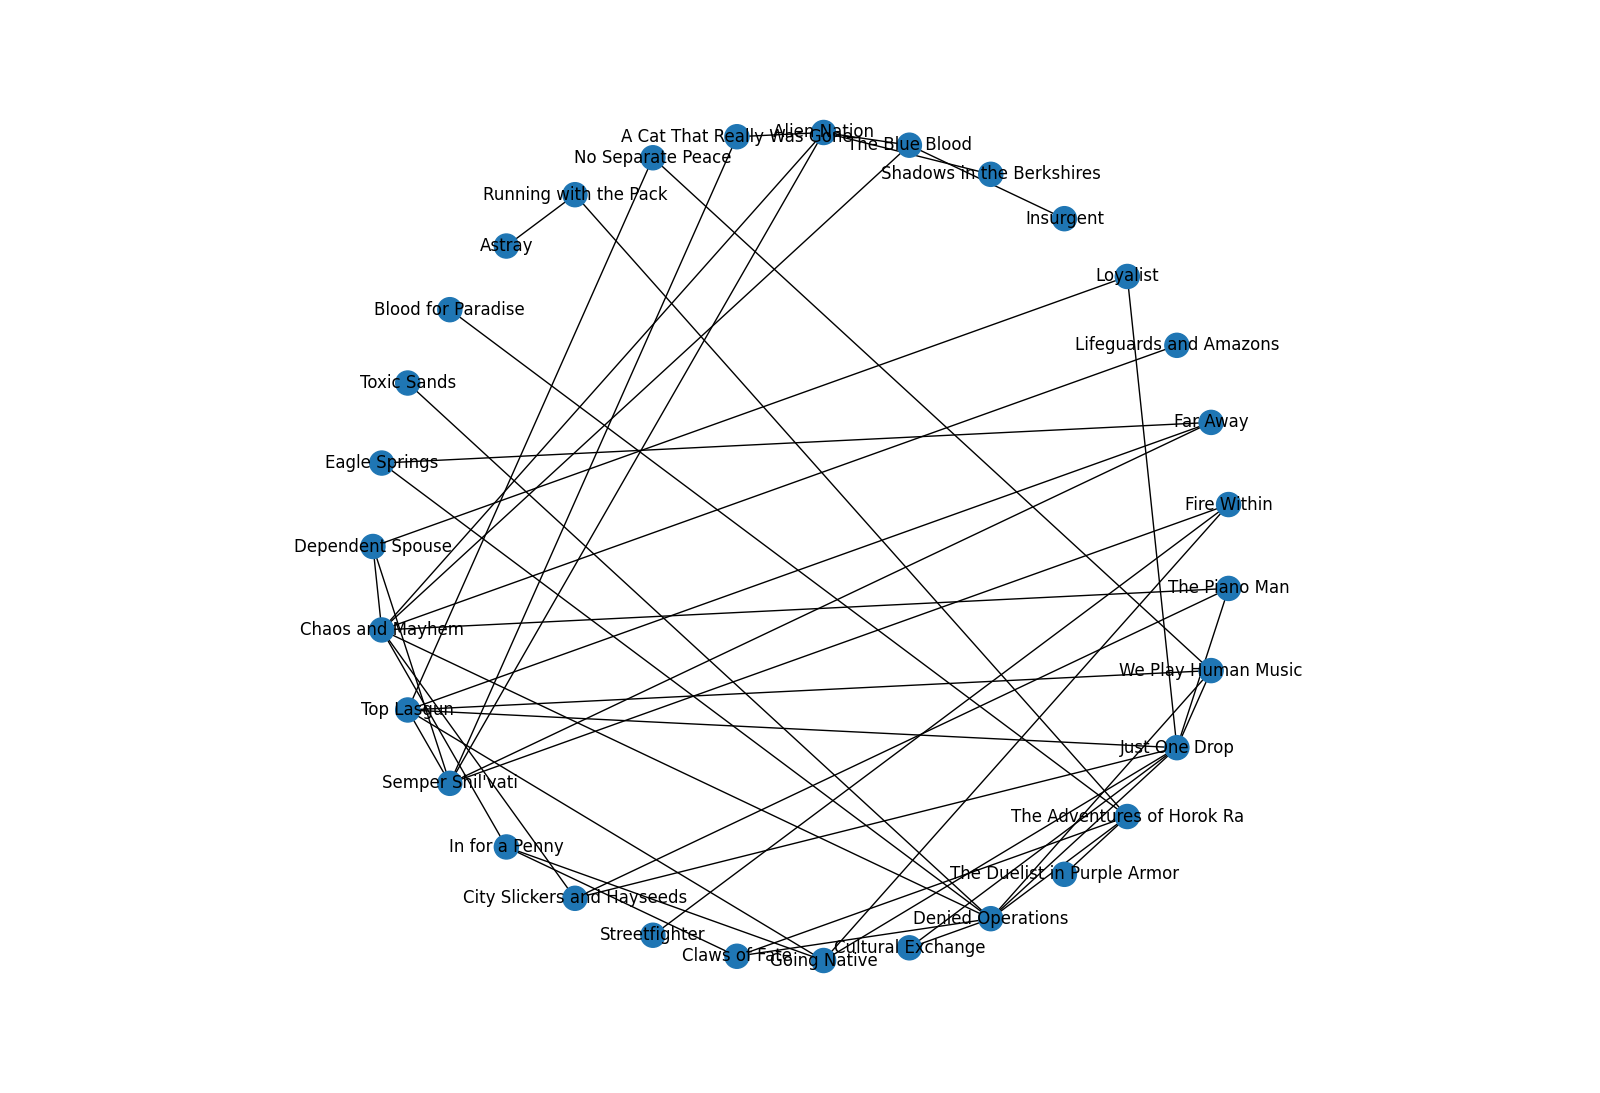 Alien Nation
A Cat That Really Was Gone
The Blue Blood
No Separate Peace
Shadows in the Berkshires
Running with the Pack
Insurgent
Astray
Loyalist
Blood for Paradise
Lifeguards and Amazons
Toxic Sands
Far Away
Eagle Springs
Fire Within
Dependent Spouse
The Piano Man
Chaos and Mayhem
We Play Human Music
Top Lasgun
Just One Drop
Semper Shil'vati
The Adventures of Horok Ra
In for a Penny
The Duelist in Purple Armor
City Slickers and Hayseeds
Denied Operations
Streetfighter
Cultural Exchange
Claws of Fate
Going Native